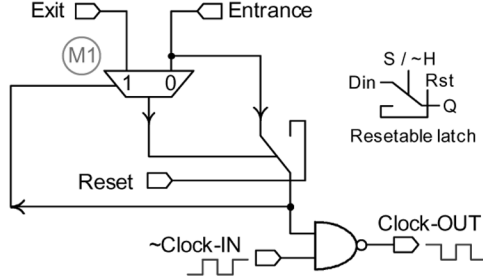 Exit Entrance
M1
1 0
S / ~H
Din Rst
Q
Resetable latch
Reset
Clock-OUT
~Clock-IN